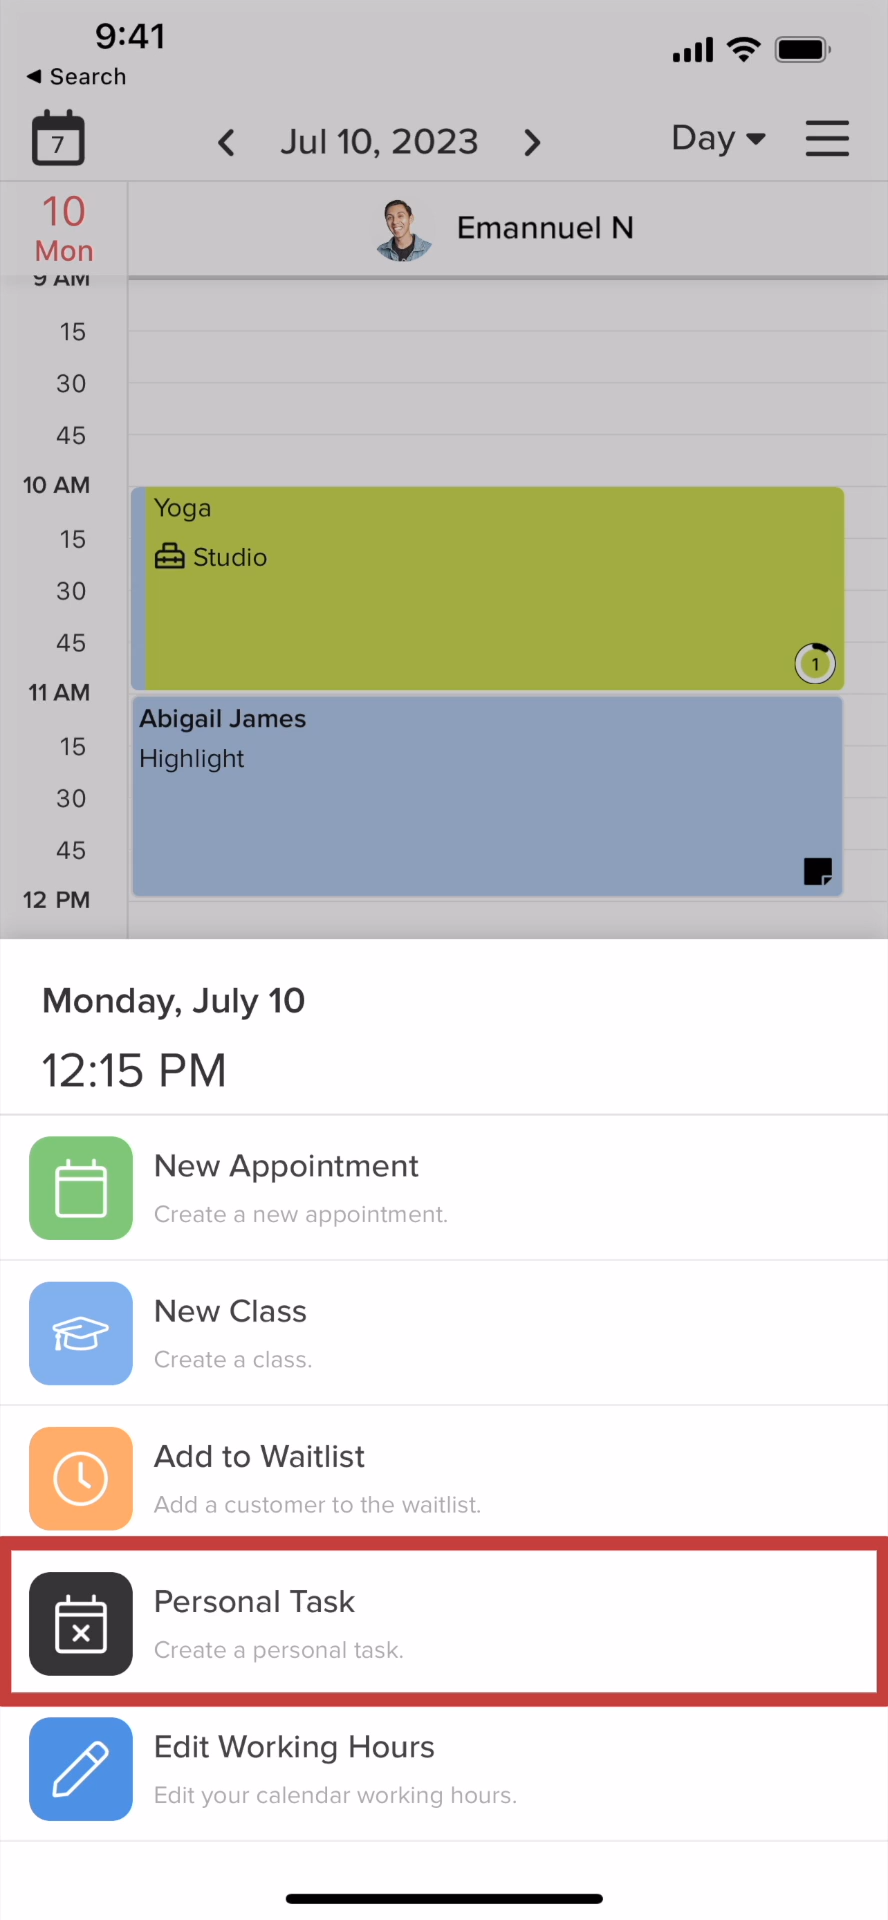 9:41
◀ Search
7
Jul 10, 2023
Day
10
Mon
Emannuel N
9 AM
15
30
45
10 AM
Yoga
15
Studio
30
45
1
11 AM
Abigail James
15
Highlight
30
45
12 PM
Monday, July 10
12:15 PM
New Appointment
Create a new appointment.
New Class
Create a class.
Add to Waitlist
Add a customer to the waitlist.
Personal Task
Create a personal task.
Edit Working Hours
Edit your calendar working hours.